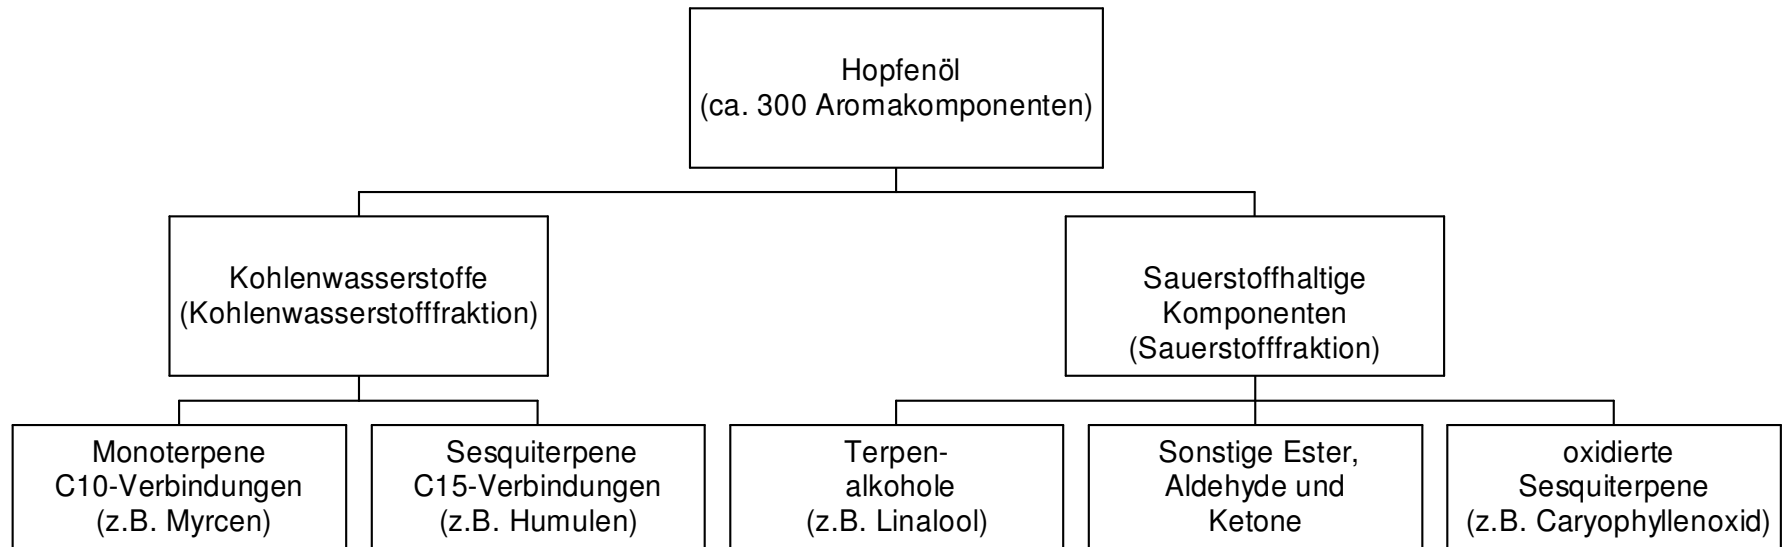 Hopfenöl
(ca. 300 Aromakomponenten)
Kohlenwasserstoffe
(Kohlenwasserstofffraktion)
Sauerstoffhaltige
Komponenten
(Sauerstofffraktion)
Monoterpene
C10-Verbindungen
(z.B. Myrcen)
Sesquiterpene
C15-Verbindungen
(z.B. Humulen)
Terpen-
alkohole
(z.B. Linalool)
Sonstige Ester,
Aldehyde und
Ketone
oxidierte
Sesquiterpene
(z.B. Caryophyllenoxid)